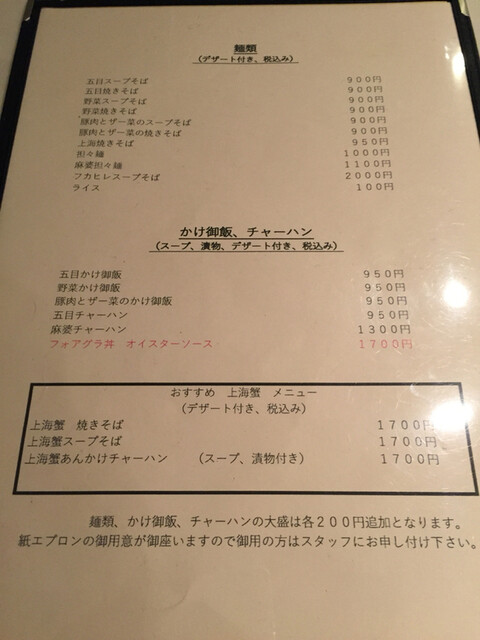 麺類
(デザート付き、税込み)
五目スープそば 900円
五目焼きそば 900円
野菜スープそば 900円
野菜焼きそば 900円
豚肉とザー菜のスープそば 900円
豚肉とザー菜の焼きそば 900円
上海焼きそば 950円
担々麺 1000円
麻婆担々麺 1100円
フカヒレスープそば 2000円
ライス 100円
かけ御飯、チャーハン
(スープ、漬物、デザート付き、税込み)
五目かけ御飯 950円
野菜かけ御飯 950円
豚肉とザー菜のかけ御飯 950円
五目チャーハン 950円
麻婆チャーハン 1300円
フォアグラ丼 オイスターソース 1700円
おすすめ 上海蟹 メニュー
(デザート付き、税込み)
上海蟹 焼きそば 1700円
上海蟹スープそば 1700円
上海蟹あんかけチャーハン (スープ、漬物付き) 1700円
麺類、かけ御飯、チャーハンの大盛は各200円追加となります。
紙エプロンの御用意が御座いますので御用の方はスタッフにお申し付け下さい。